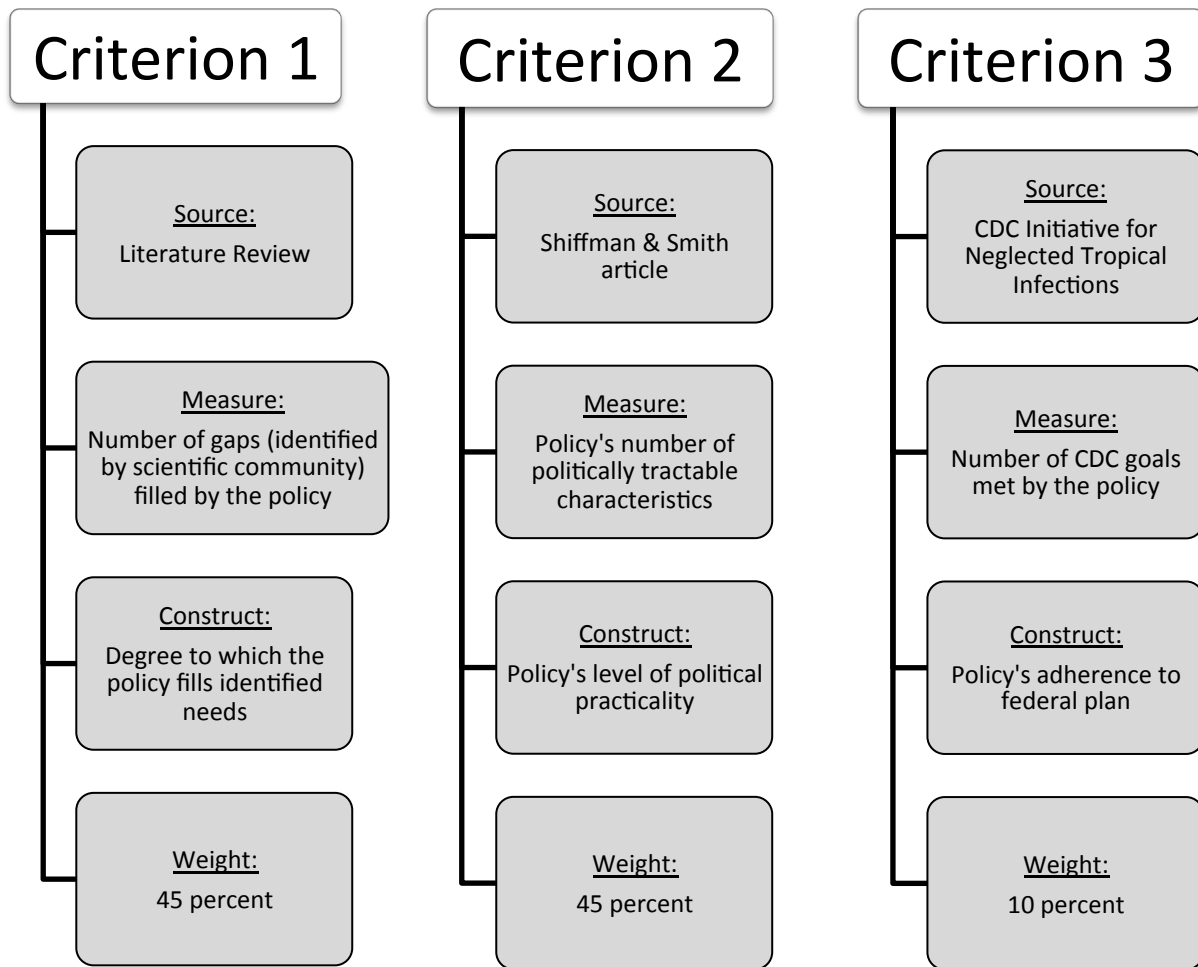 Criterion 1
Source:
Literature Review
Measure:
Number of gaps (identified
by scientific community)
filled by the policy
Construct:
Degree to which the
policy fills identified
needs
Weight:
45 percent
Criterion 2
Source:
Shiffman & Smith
article
Measure:
Policy's number of
politically tractable
characteristics
Construct:
Policy's level of political
practicality
Weight:
45 percent
Criterion 3
Source:
CDC Initiative for
Neglected Tropical
Infections
Measure:
Number of CDC goals
met by the policy
Construct:
Policy's adherence to
federal plan
Weight:
10 percent